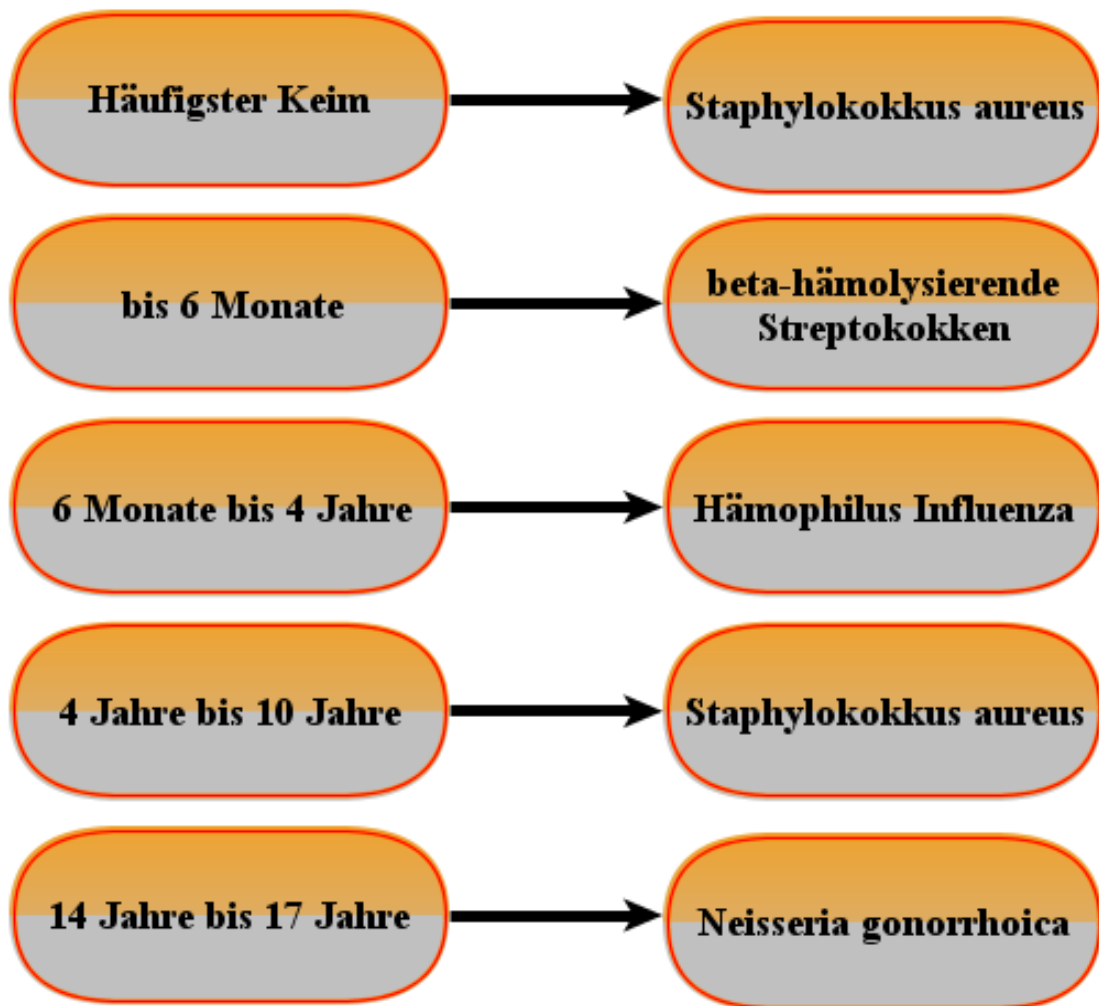 Häufigster Keim
Staphylokokkus aureus
bis 6 Monate
beta-hämolysierende
Streptokokken
6 Monate bis 4 Jahre
Hämophilus Influenza
4 Jahre bis 10 Jahre
Staphylokokkus aureus
14 Jahre bis 17 Jahre
Neisseria gonorrhoica